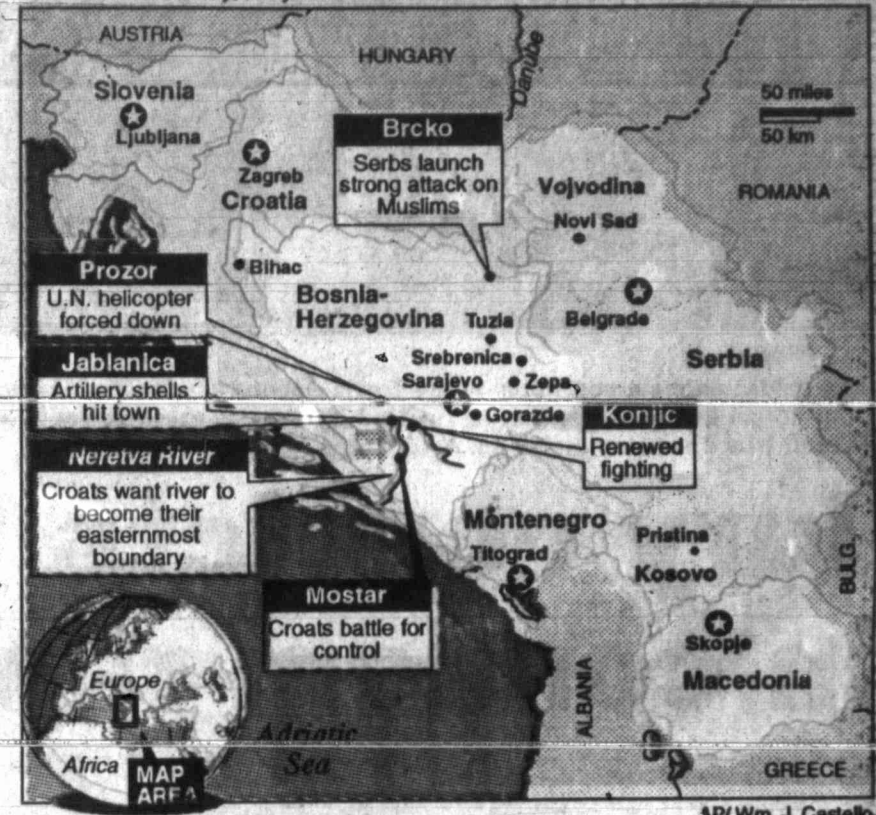 AUSTRIA
HUNGARY
Danube
Slovenia
Ljubljana
Zagreb
Croatia
50 miles
50 km
ROMANIA
Brcko
Serbs launch
strong attack on
Muslims
Vojvodina
Novi Sad
Belgrade
Serbia
Bihac
Bosnia-
Herzegovina
Tuzla
Srebrenica
Sarajevo
Zepa
Gorazde
Prozor
U.N. helicopter
forced down
Jablanica
Artillery shells
hit town
Neretva River
Croats want river to
become their
easternmost
boundary
Konjic
Renewed
fighting
Mostar
Croats battle for
control
Montenegro
Titograd
Pristina
Kosovo
BULG.
Skopje
Macedonia
ALBANIA
GREECE
Adriatic
Sea
Europe
Africa
MAP
AREA
AP/Wm. J. Castello